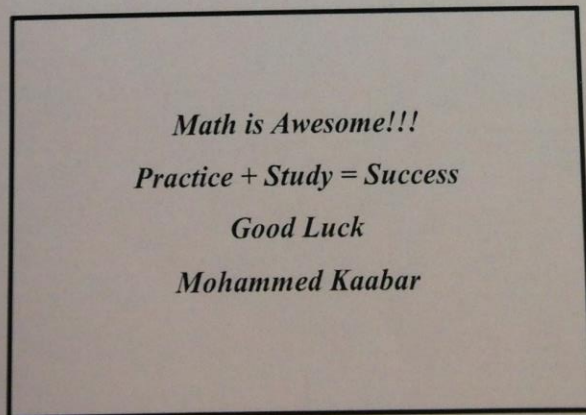 Math is Awesome!!!
Practice + Study = Success
Good Luck
Mohammed Kaabar